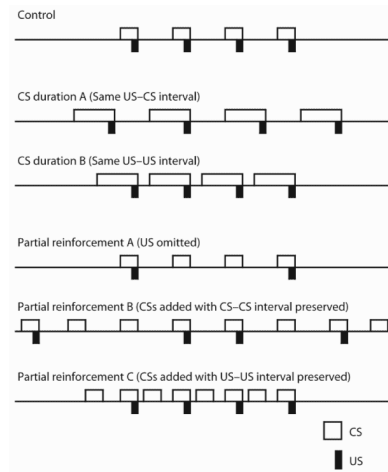 Control
CS duration A (Same US–CS interval)
CS duration B (Same US–US interval)
Partial reinforcement A (US omitted)
Partial reinforcement B (CSs added with CS–CS interval preserved)
Partial reinforcement C (CSs added with US–US interval preserved)
CS
US